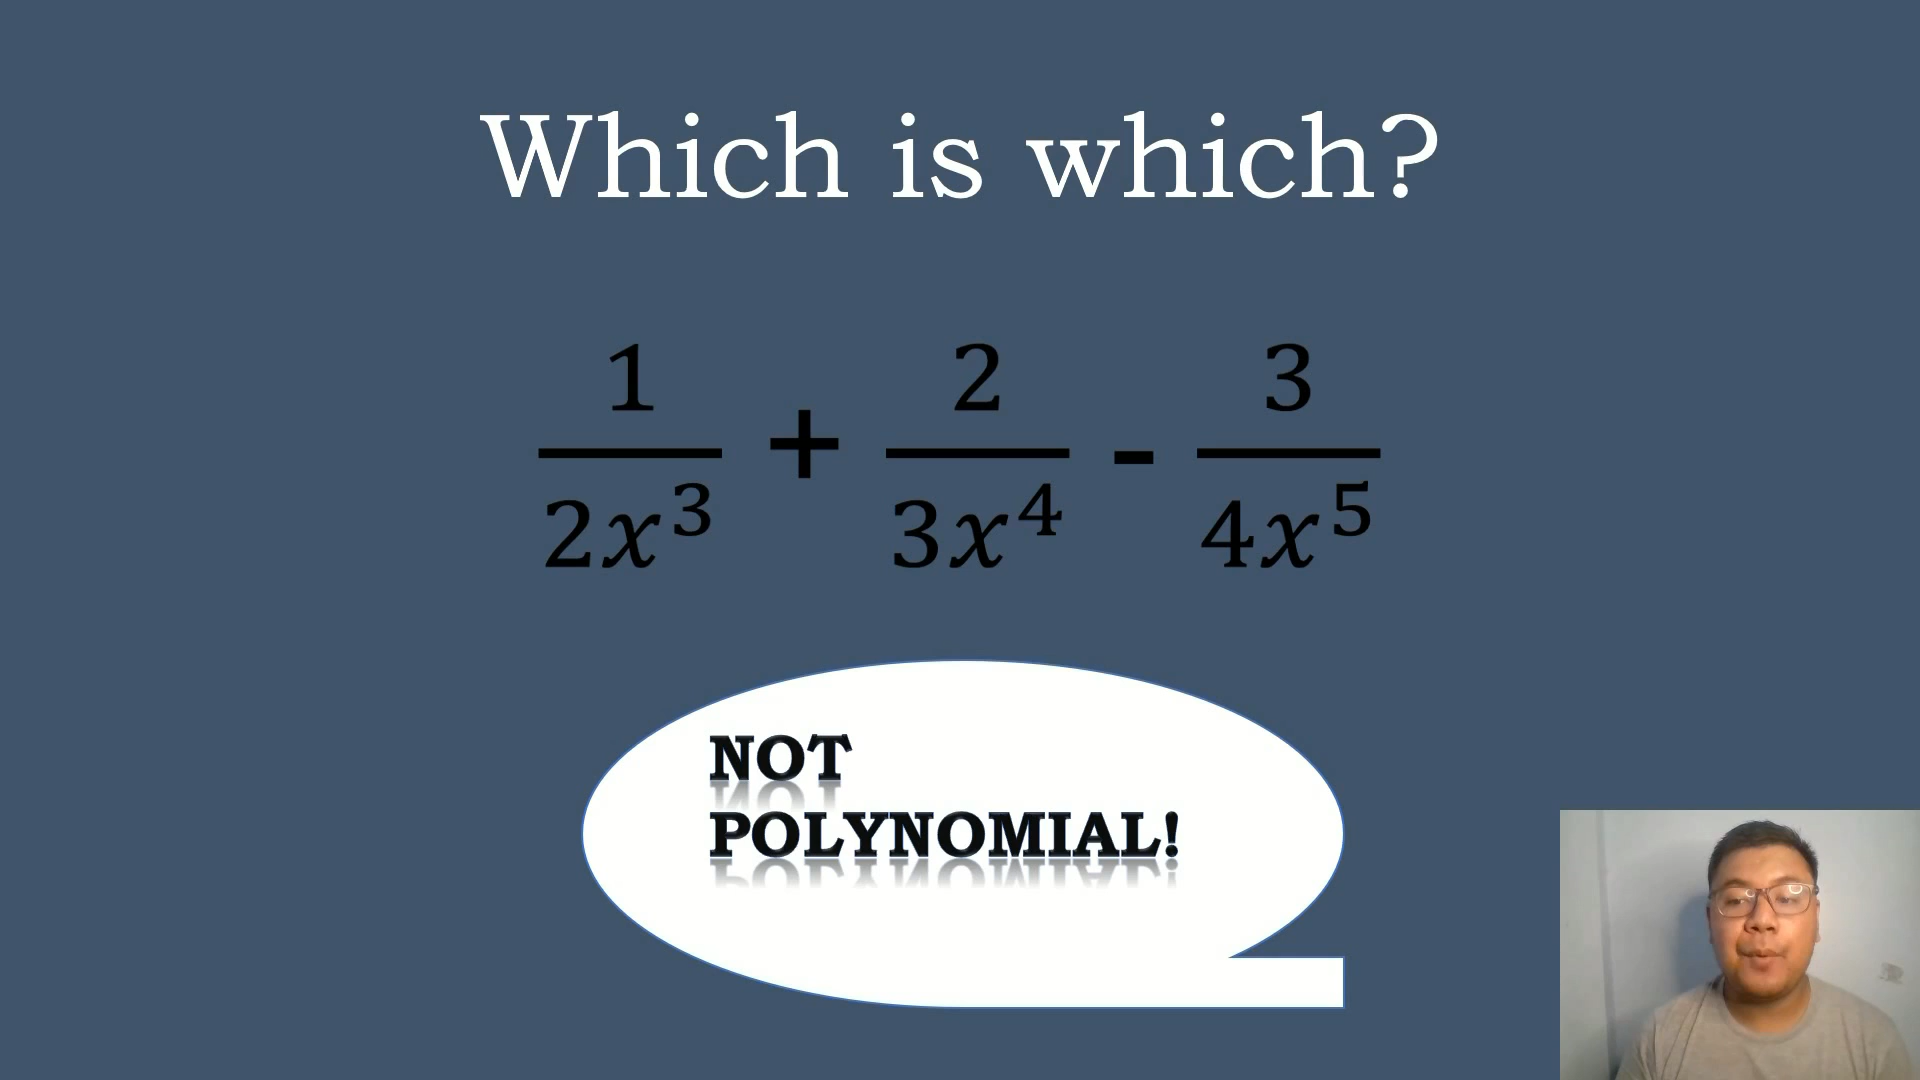 Which is which?
1/2x³ + 2/3x⁴ - 3/4x⁵
NOT
POLYNOMIAL!